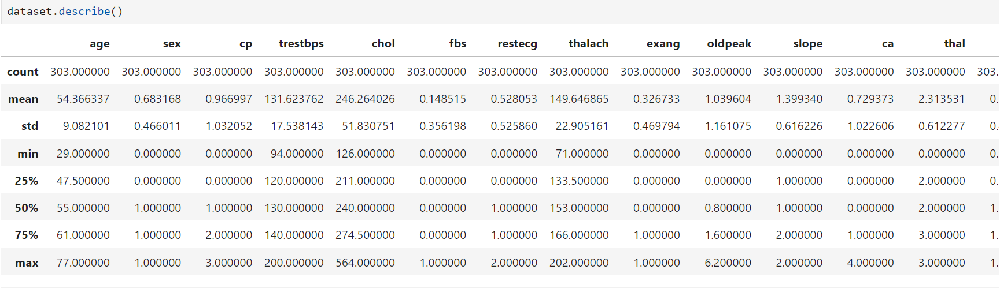 dataset.describe()
age sex cp trestbps chol fbs restecg thalach exang oldpeak slope ca thal
count 303.000000 303.000000 303.000000 303.000000 303.000000 303.000000 303.000000 303.000000 303.000000 303.000000 303.000000 303.000000 303.000000 303.
mean 54.366337 0.683168 0.966997 131.623762 246.264026 0.148515 0.528053 149.646865 0.326733 1.039604 1.399340 0.729373 2.313531 0.
std 9.082101 0.466011 1.032052 17.538143 51.830751 0.356198 0.525860 22.905161 0.469794 1.161075 0.616226 1.022606 0.612277 0.
min 29.000000 0.000000 0.000000 94.000000 126.000000 0.000000 0.000000 71.000000 0.000000 0.000000 0.000000 0.000000 0.000000 0.
25% 47.500000 0.000000 0.000000 120.000000 211.000000 0.000000 0.000000 133.500000 0.000000 0.000000 1.000000 0.000000 2.000000 0.
50% 55.000000 1.000000 1.000000 130.000000 240.000000 0.000000 1.000000 153.000000 0.000000 0.800000 1.000000 0.000000 2.000000 1.
75% 61.000000 1.000000 2.000000 140.000000 274.500000 0.000000 1.000000 166.000000 1.000000 1.600000 2.000000 1.000000 3.000000 1.
max 77.000000 1.000000 3.000000 200.000000 564.000000 1.000000 2.000000 202.000000 1.000000 6.200000 2.000000 4.000000 3.000000 1.